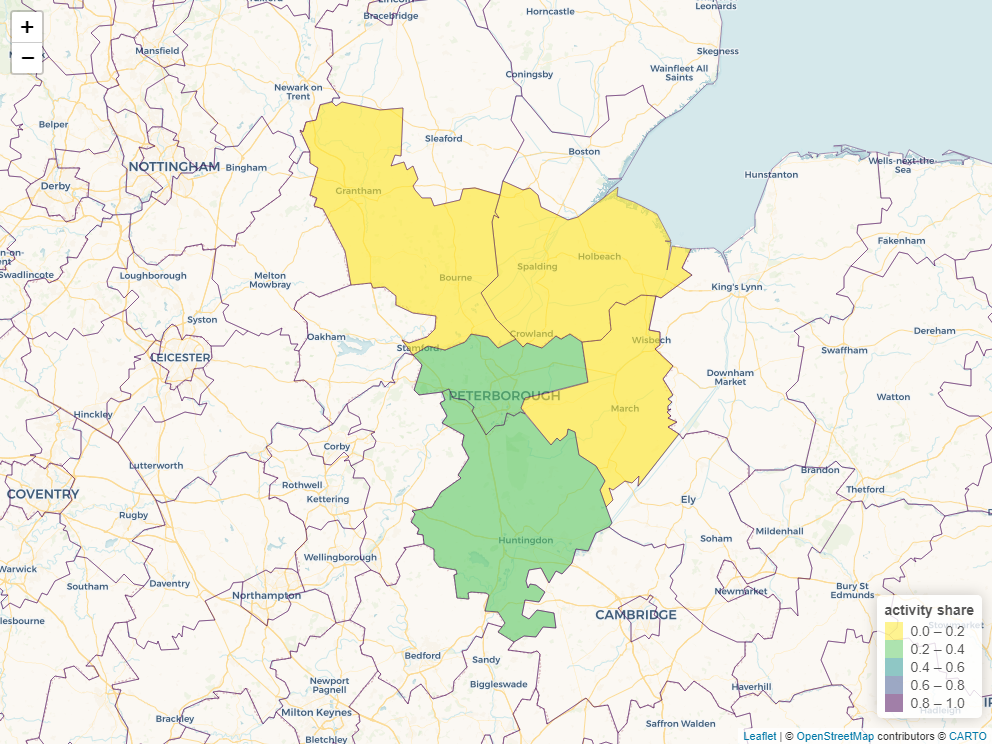 +
−
Lincoln
Bracebridge
Horncastle
Leonards
Mansfield
Skegness
Wainfleet All
Saints
Coningsby
Newark on
Trent
Belper
Sleaford
Boston
NOTTINGHAM
Bingham
Hunstanton
Wells-next-the-
Sea
Derby
Grantham
Fakenham
Holbeach
Spalding
Swadlincote
Loughborough
Melton
Mowbray
Bourne
King's Lynn
Syston
Oakham
Crowland
Wisbech
Dereham
Stamford
Swaffham
LEICESTER
Downham
Market
PETERBOROUGH
Watton
March
Hinckley
Corby
Lutterworth
Brandon
Rothwell
Kettering
Thetford
COVENTRY
Ely
Rugby
Mildenhall
Soham
Huntingdon
Wellingborough
Warwick
Southam
Daventry
Northampton
Newmarket
Bury St
Edmunds
CAMBRIDGE
lesbourne
Bedford
Sandy
Newport
Pagnell
Biggleswade
Haverhill
Brackley
Milton Keynes
Bletchley
Saffron Walden
activity share
Stowmarket
0.0 – 0.2
0.2 – 0.4
0.4 – 0.6
0.6 – 0.8
0.8 – 1.0
Hadleigh
Leaflet | © OpenStreetMap contributors © CARTO